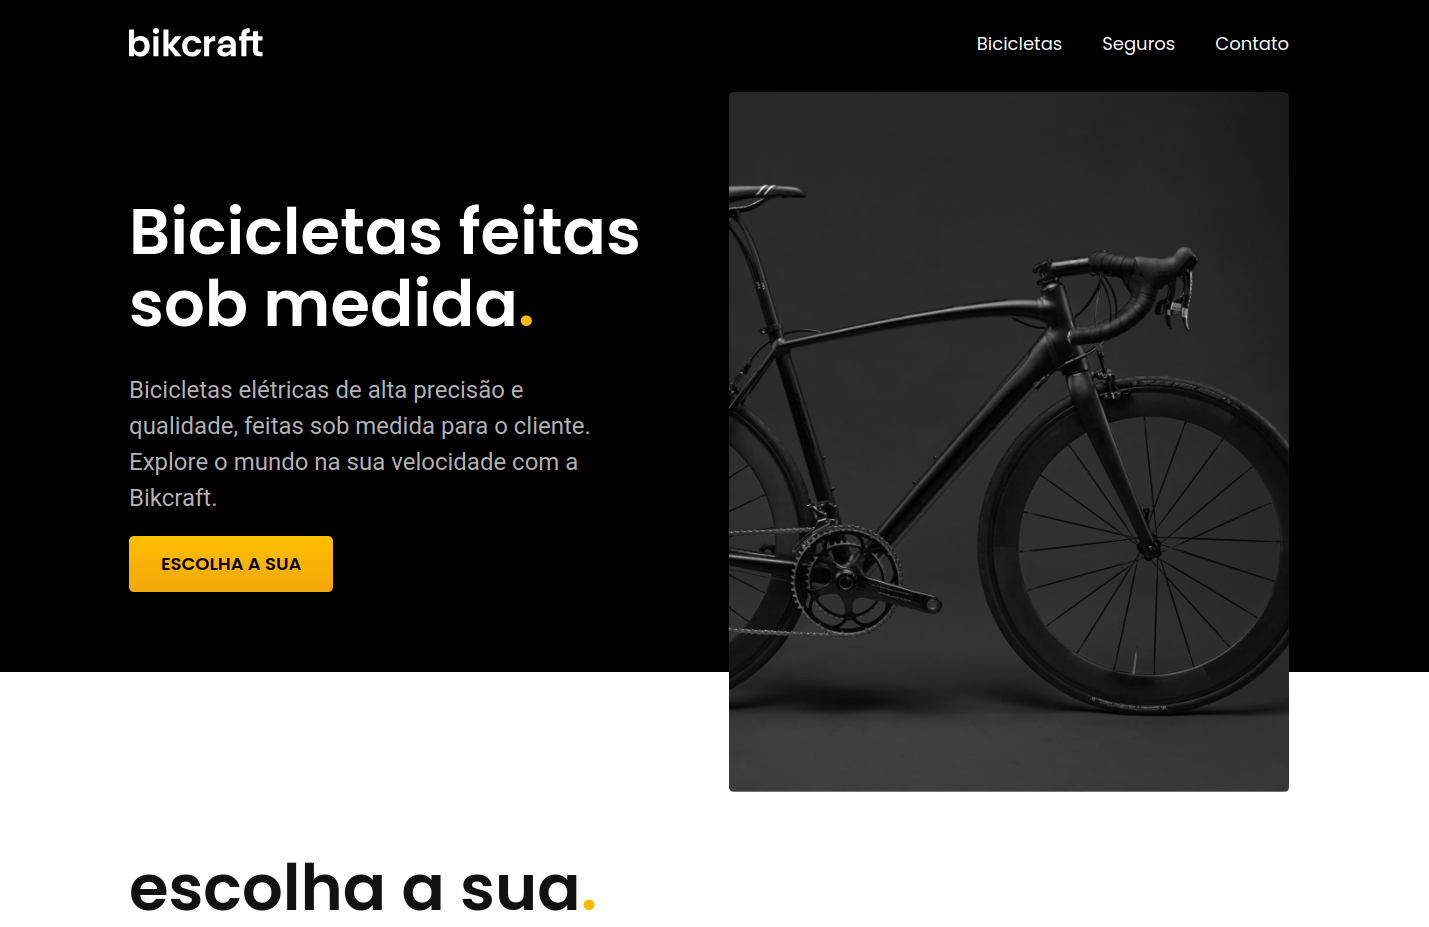 bikcraft
Bicicletas
Seguros
Contato
Bicicletas feitas
sob medida.
Bicicletas elétricas de alta precisão e
qualidade, feitas sob medida para o cliente.
Explore o mundo na sua velocidade com a
Bikcraft.
ESCOLHA A SUA
escolha a sua.